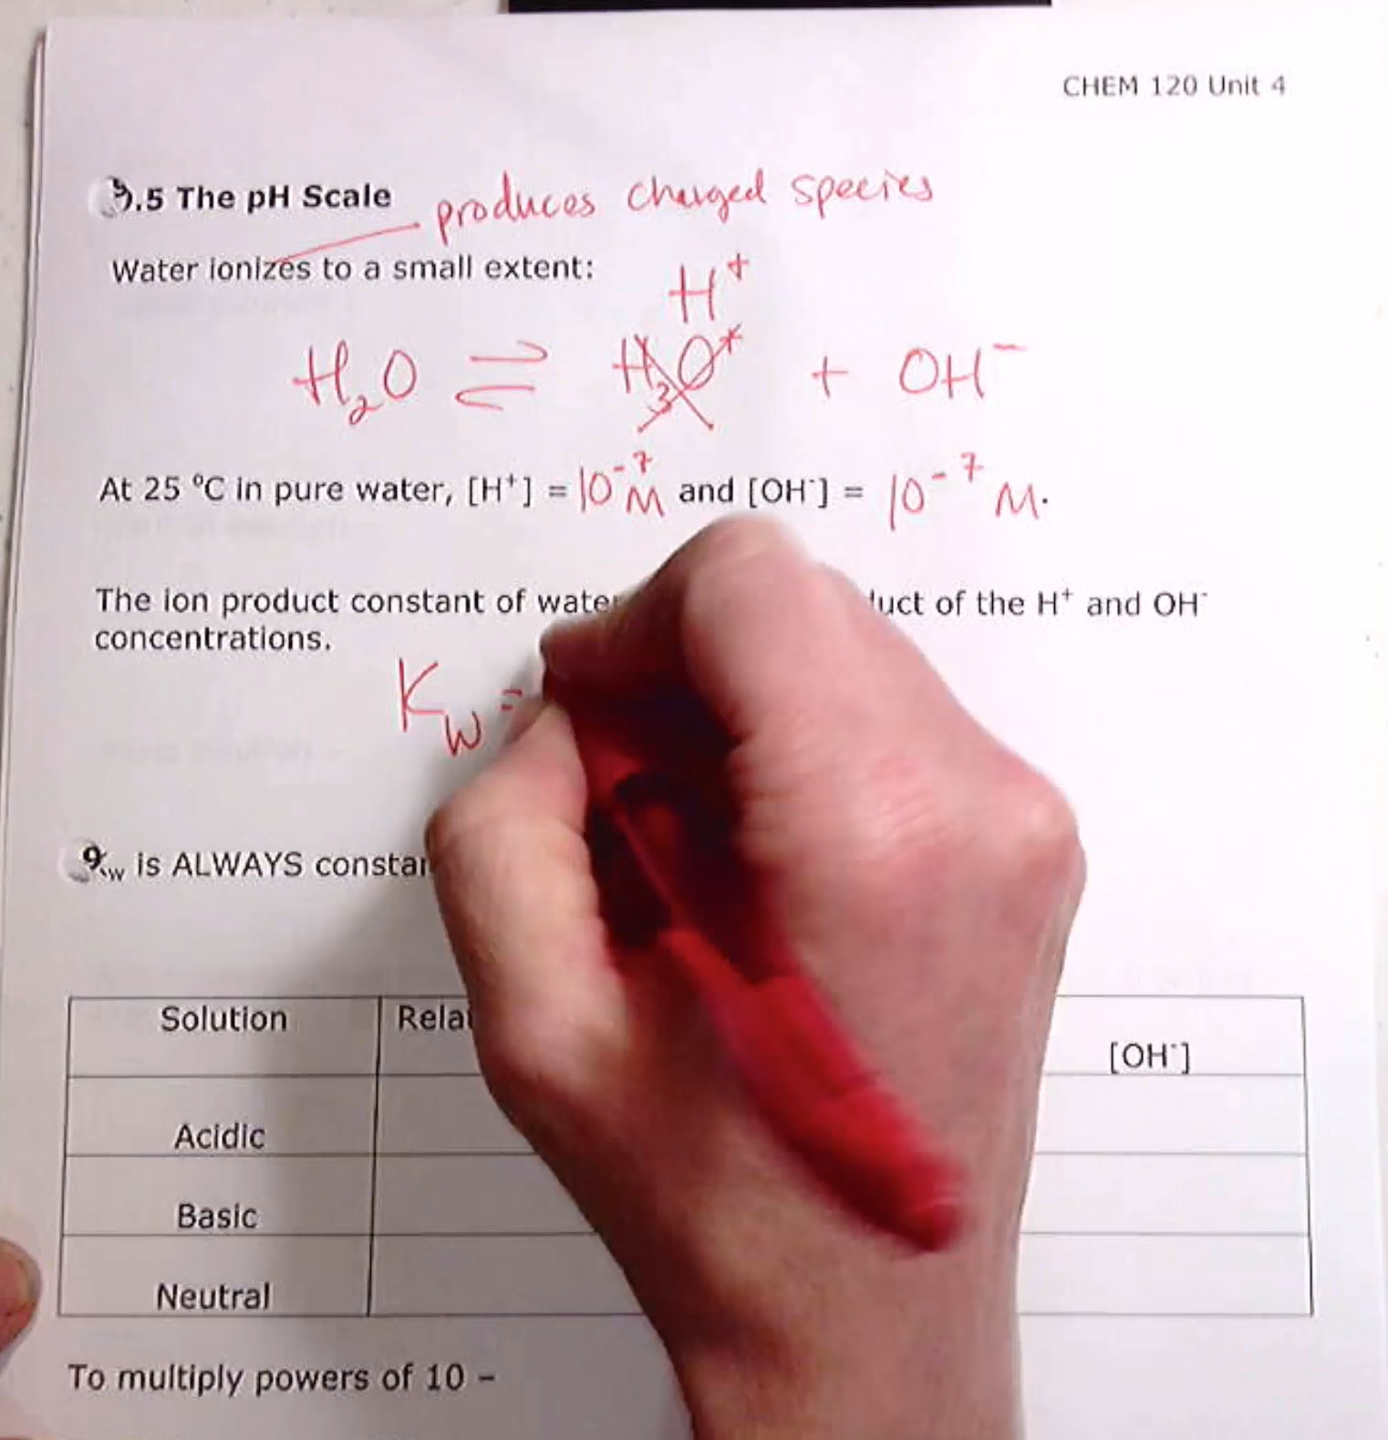 CHEM 120 Unit 4
9.5 The pH Scale produces charged species
Water ionizes to a small extent:
H⁺
H₂O ⇌ H₃O⁺ + OH⁻
At 25 °C in pure water, [H⁺] = 10⁻⁷ M and [OH⁻] = 10⁻⁷ M.
The ion product constant of wate uct of the H⁺ and OH⁻
concentrations.
K_W =
w is ALWAYS consta
Solution Rela
[OH⁻]
Acidic
Basic
Neutral
To multiply powers of 10 –